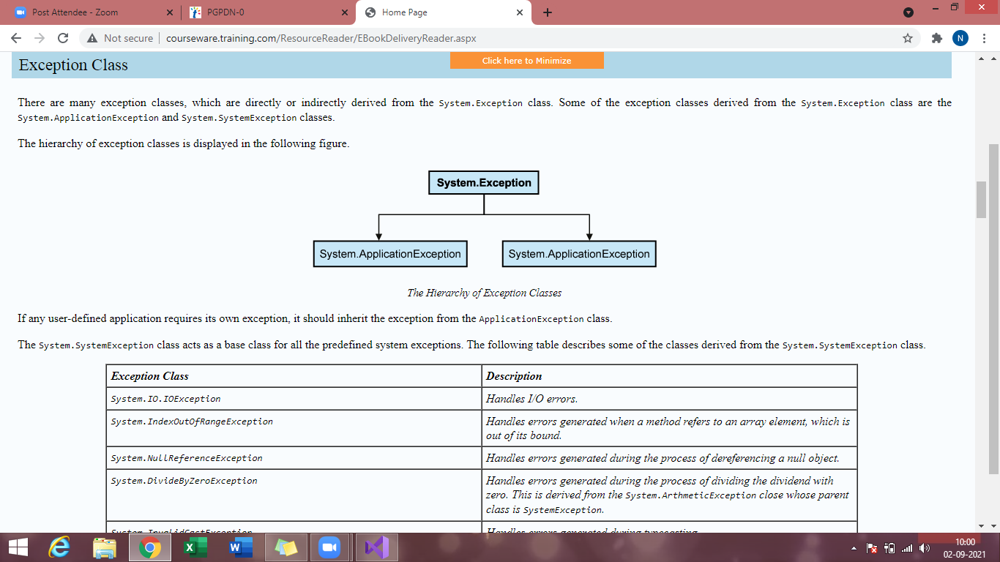 Post Attendee - Zoom
PGPDN-0
Home Page
Not secure
courseware.training.com/ResourceReader/EBookDeliveryReader.aspx
N
Exception Class
Click here to Minimize
There are many exception classes, which are directly or indirectly derived from the System.Exception class. Some of the exception classes derived from the System.Exception class are the
System.ApplicationException and System.SystemException classes.
The hierarchy of exception classes is displayed in the following figure.
System.Exception
System.ApplicationException
System.ApplicationException
The Hierarchy of Exception Classes
If any user-defined application requires its own exception, it should inherit the exception from the ApplicationException class.
The System.SystemException class acts as a base class for all the predefined system exceptions. The following table describes some of the classes derived from the System.SystemException class.
Exception Class
Description
System.IO.IOException
Handles I/O errors.
System.IndexOutOfRangeException
Handles errors generated when a method refers to an array element, which is
out of its bound.
System.NullReferenceException
Handles errors generated during the process of dereferencing a null object.
System.DivideByZeroException
Handles errors generated during the process of dividing the dividend with
zero. This is derived from the System.ArthmeticException close whose parent
class is SystemException.
System.InvalidCastException
Handles errors generated during typecasting.
10:00
02-09-2021